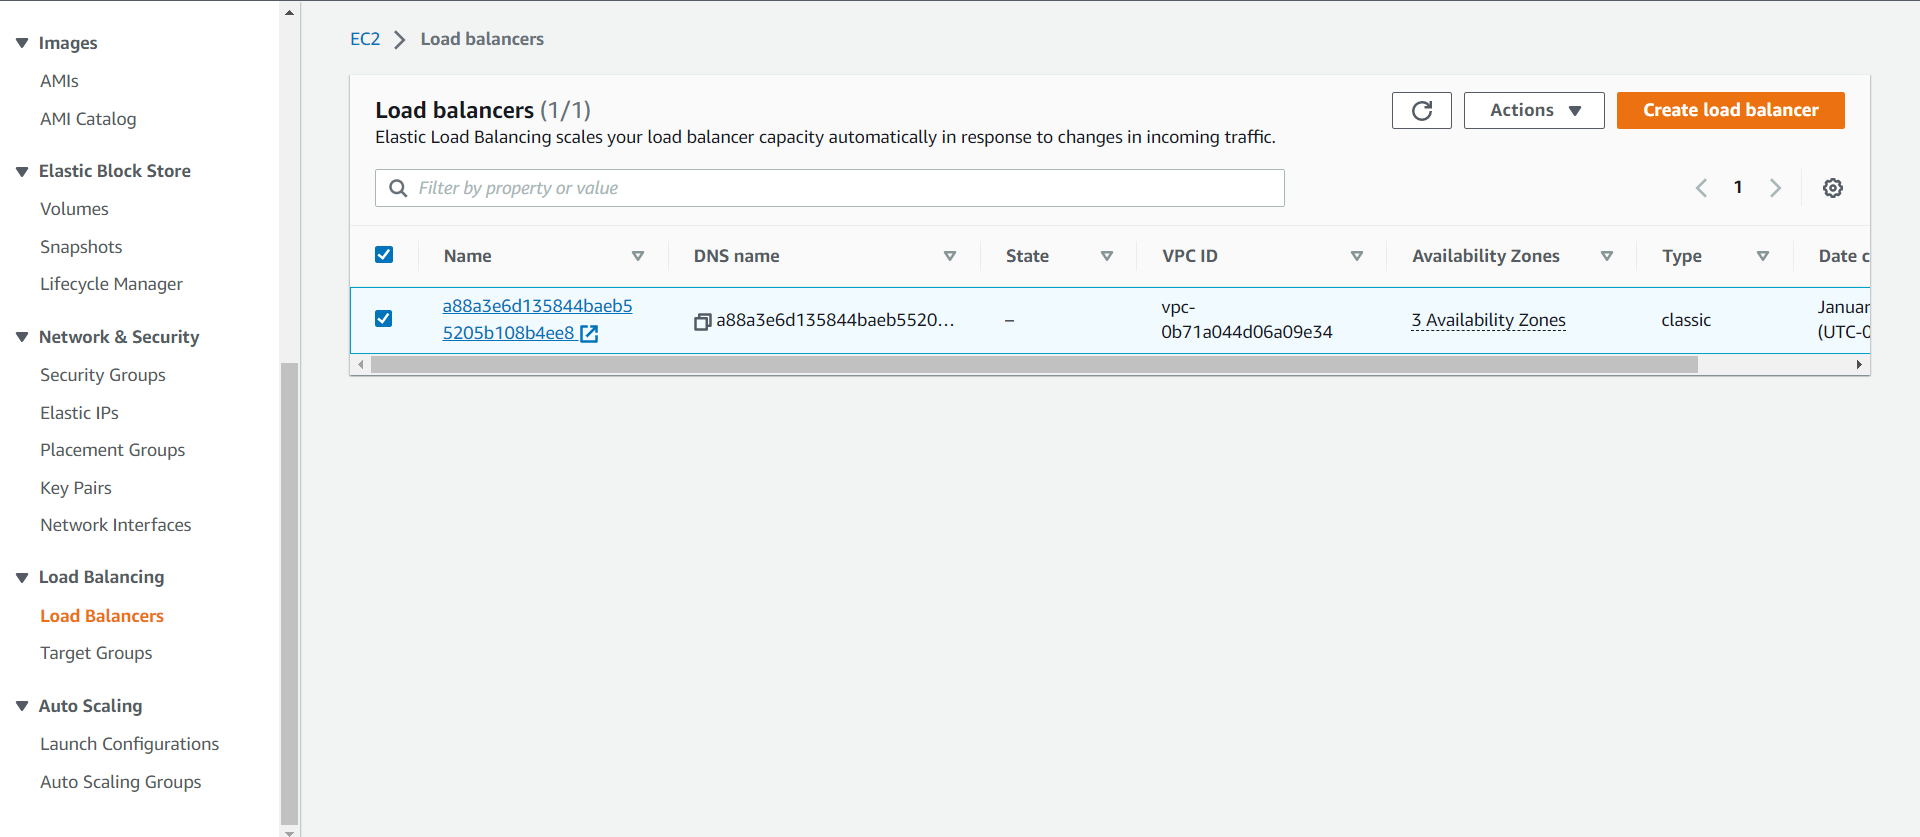 Images
AMIs
AMI Catalog
Elastic Block Store
Volumes
Snapshots
Lifecycle Manager
Network & Security
Security Groups
Elastic IPs
Placement Groups
Key Pairs
Network Interfaces
Load Balancing
Load Balancers
Target Groups
Auto Scaling
Launch Configurations
Auto Scaling Groups
EC2 Load balancers
Load balancers (1/1)
Elastic Load Balancing scales your load balancer capacity automatically in response to changes in incoming traffic.
Actions
Create load balancer
Filter by property or value
1
Name DNS name State VPC ID Availability Zones Type Date c
a88a3e6d135844baeb5
5205b108b4ee8
a88a3e6d135844baeb5520...
–
vpc-
0b71a044d06a09e34
3 Availability Zones
classic
Januar
(UTC-0